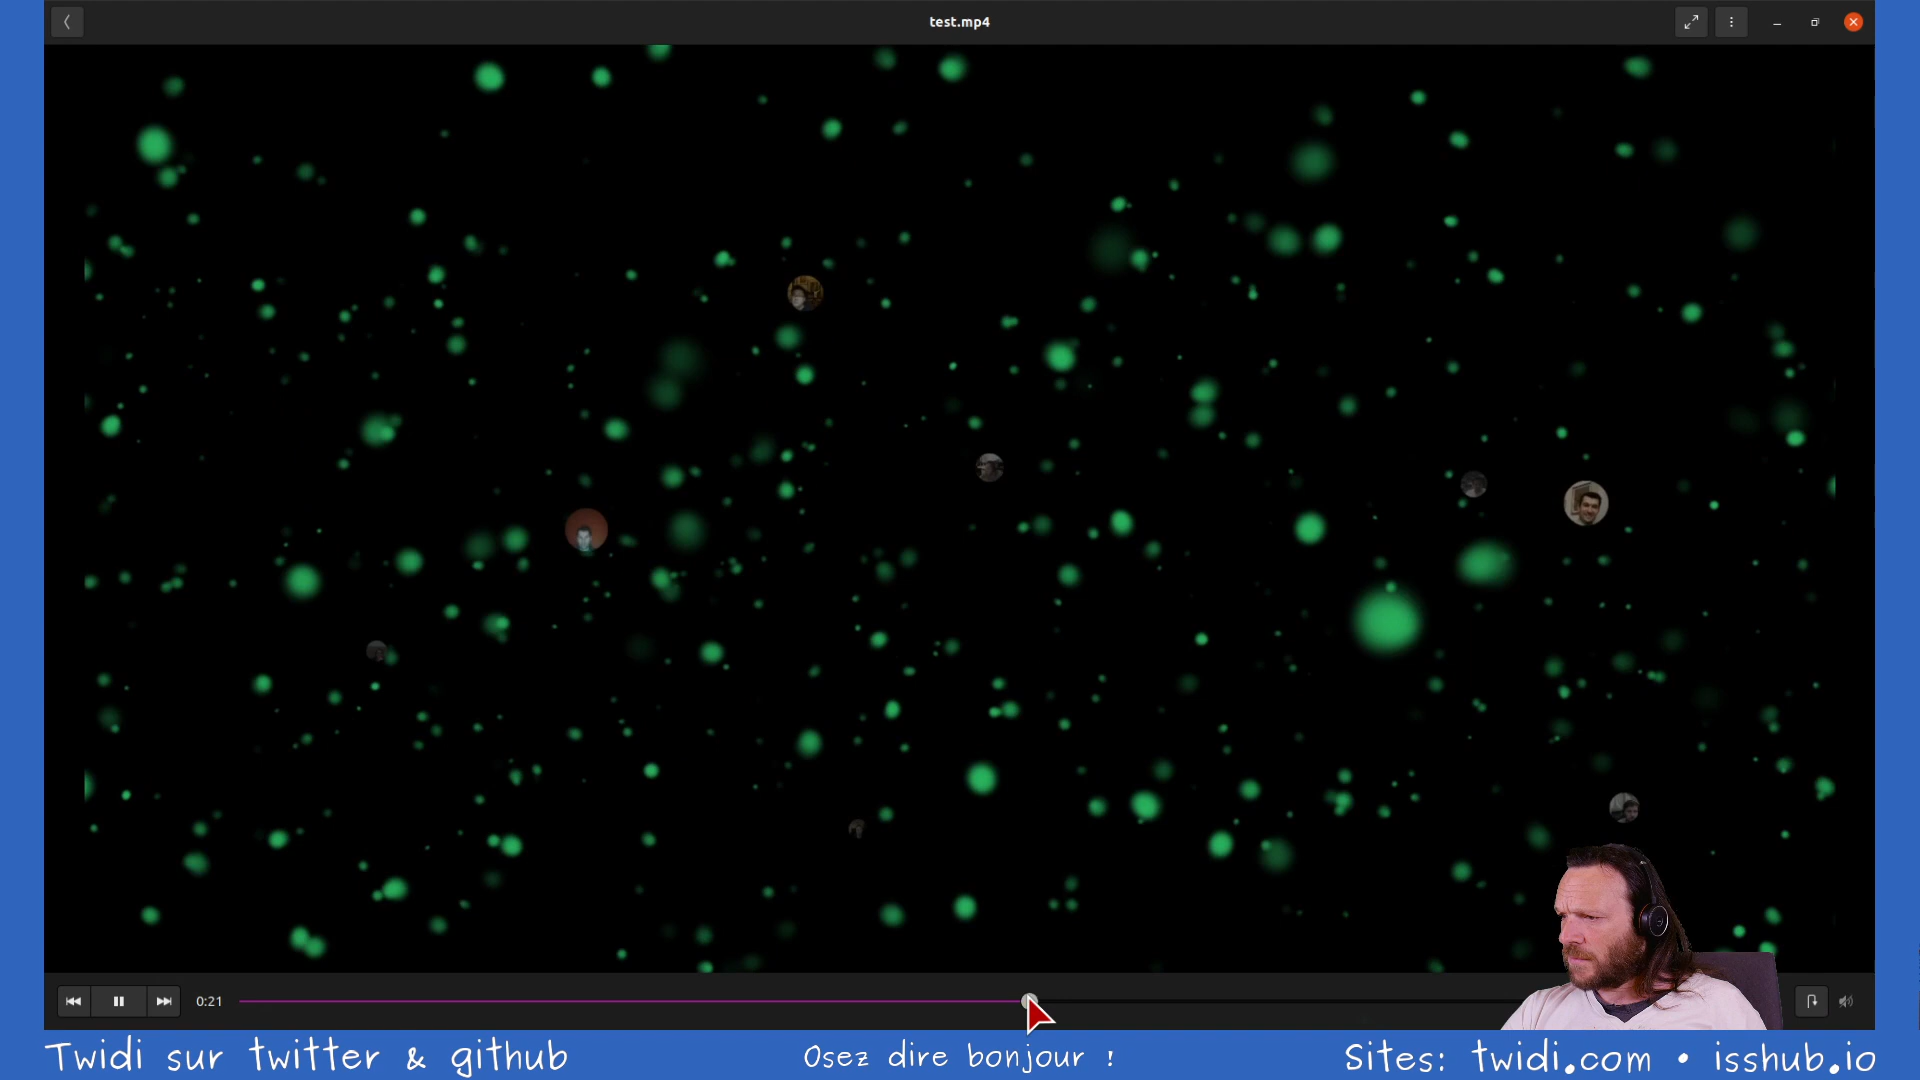 test.mp4
0:21
Twidi sur twitter & github
Osez dire bonjour !
Sites: twidi.com • isshub.io